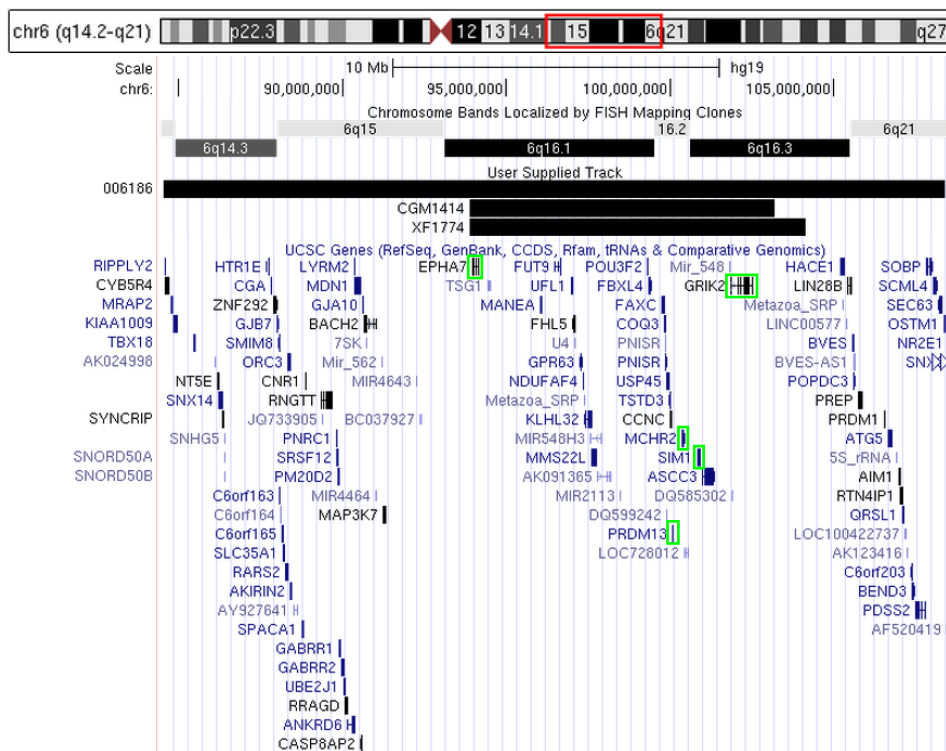 chr6 (q14.2-q21) p22.3 12 13 14.1 15 6q21 q27
Scale 10 Mb hg19
chr6: 90,000,000 95,000,000 100,000,000 105,000,000
Chromosome Bands Localized by FISH Mapping Clones
6q15 16.2 6q21
6q14.3 6q16.1 6q16.3
User Supplied Track
006186
CGM1414
XF1774
UCSC Genes (RefSeq, GenBank, CCDS, Rfam, tRNAs & Comparative Genomics)
RIPPLY2 HTR1E LYRM2 EPHA7 FUT9 POU3F2 Mir_548 HACE1 SOBP
CYB5R4 CGA MDN1 TSG1 UFL1 FBXL4 GRIK2 LIN28B SCML4
MRAP2 ZNF292 GJA10 MANEA FAXC Metazoa_SRP SEC63
KIAA1009 GJB7 BACH2 FHL5 COQ3 LINC00577 OSTM1
TBX18 SMIM8 7SK U4 PNISR BVES NR2E1
AK024998 ORC3 Mir_562 GPR63 PNISR BVES-AS1 SNX3
NT5E CNR1 MIR4643 NDUFAF4 USP45 POPDC3
SNX14 RNGTT Metazoa_SRP TSTD3 PREP
SYNCRIP JQ733905 BC037927 KLHL32 CCNC PRDM1
SNHG5 PNRC1 MIR548H3 MCHR2 ATG5
SNORD50A SRSF12 MMS22L SIM1 5S_rRNA
SNORD50B PM20D2 AK091365 ASCC3 AIM1
C6orf163 MIR4464 MIR2113 DQ585302 RTN4IP1
C6orf164 MAP3K7 DQ599242 QRSL1
C6orf165 PRDM13 LOC100422737
SLC35A1 LOC728012 AK123416
RARS2 C6orf203
AKIRIN2 BEND3
AY927641 PDSS2
SPACA1 AF520419
GABRR1
GABRR2
UBE2J1
RRAGD
ANKRD6
CASP8AP2